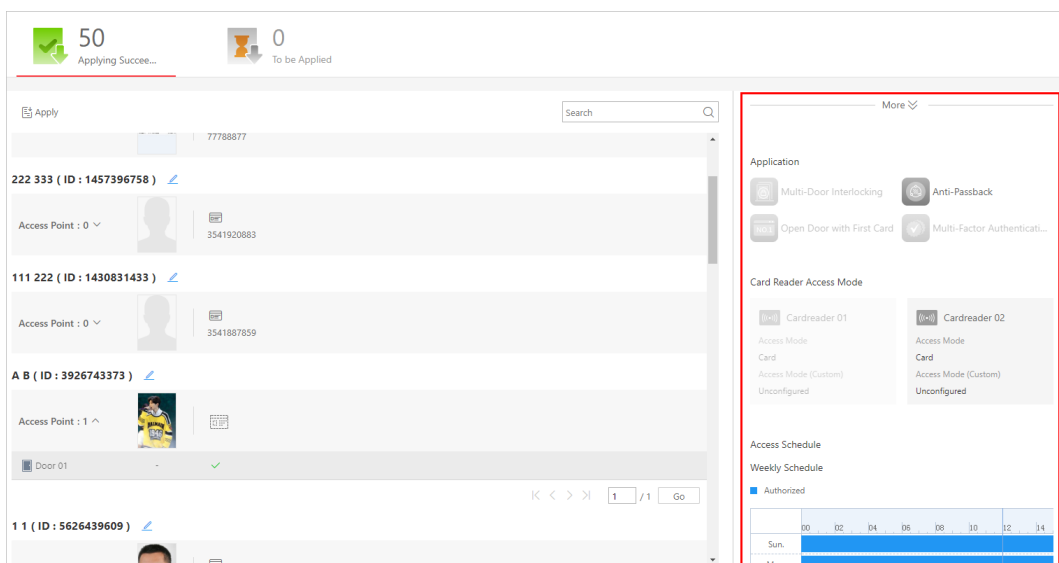 50
Applying Succee...
0
To be Applied
Apply
Search
More
77788877
222 333 ( ID : 1457396758 )
Access Point : 0
3541920883
111 222 ( ID : 1430831433 )
Access Point : 0
3541887859
A B ( ID : 3926743373 )
Access Point : 1
Door 01 -
1 / 1 Go
1 1 ( ID : 5626439609 )
Application
Multi-Door Interlocking Anti-Passback
Open Door with First Card Multi-Factor Authenticati...
Card Reader Access Mode
Cardreader 01
Access Mode
Card
Access Mode (Custom)
Unconfigured
Cardreader 02
Access Mode
Card
Access Mode (Custom)
Unconfigured
Access Schedule
Weekly Schedule
Authorized
00 02 04 06 08 10 12 14
Sun.